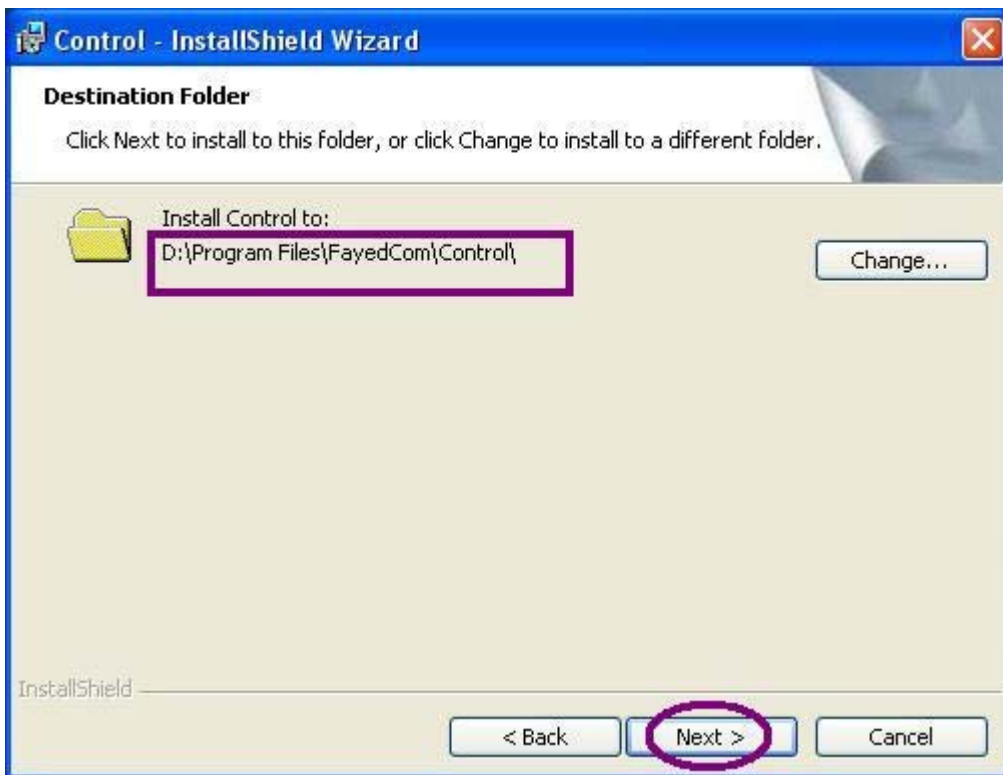 Control - InstallShield Wizard
Destination Folder
Click Next to install to this folder, or click Change to install to a different folder.
Install Control to:
D:\Program Files\FayedCom\Control\
Change...
InstallShield
< Back
Next >
Cancel